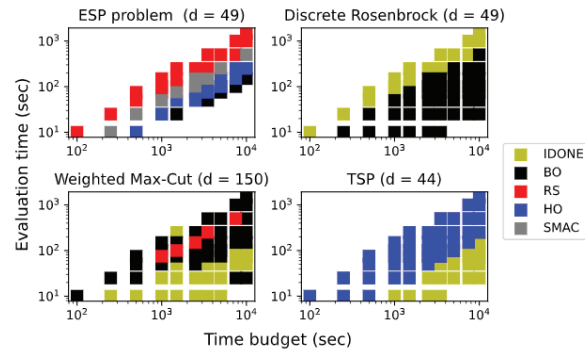 ESP problem (d = 49)
Discrete Rosenbrock (d = 49)
10³
10²
10¹
10²
10³
10⁴
10²
10³
10⁴
Evaluation time (sec)
Weighted Max-Cut (d = 150)
TSP (d = 44)
10³
10²
10¹
10²
10³
10⁴
10²
10³
10⁴
Time budget (sec)
IDONE
BO
RS
HO
SMAC